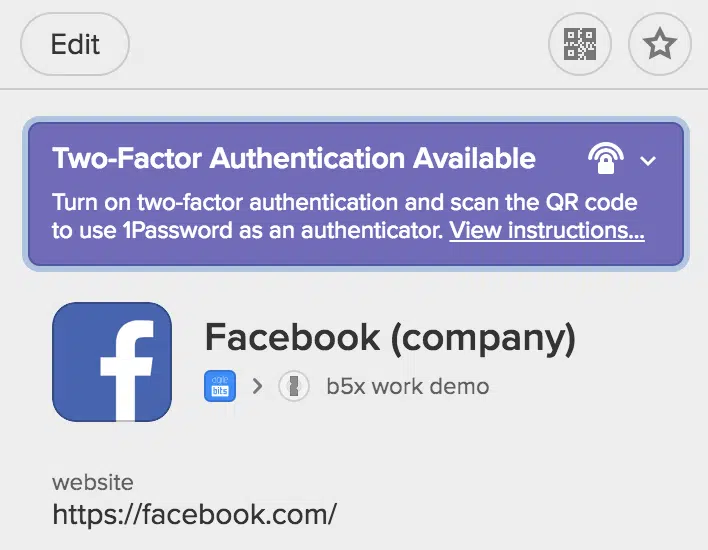 Edit
Two-Factor Authentication Available
Turn on two-factor authentication and scan the QR code
to use 1Password as an authenticator. View instructions...
Facebook (company)
bits
b5x work demo
website
https://facebook.com/